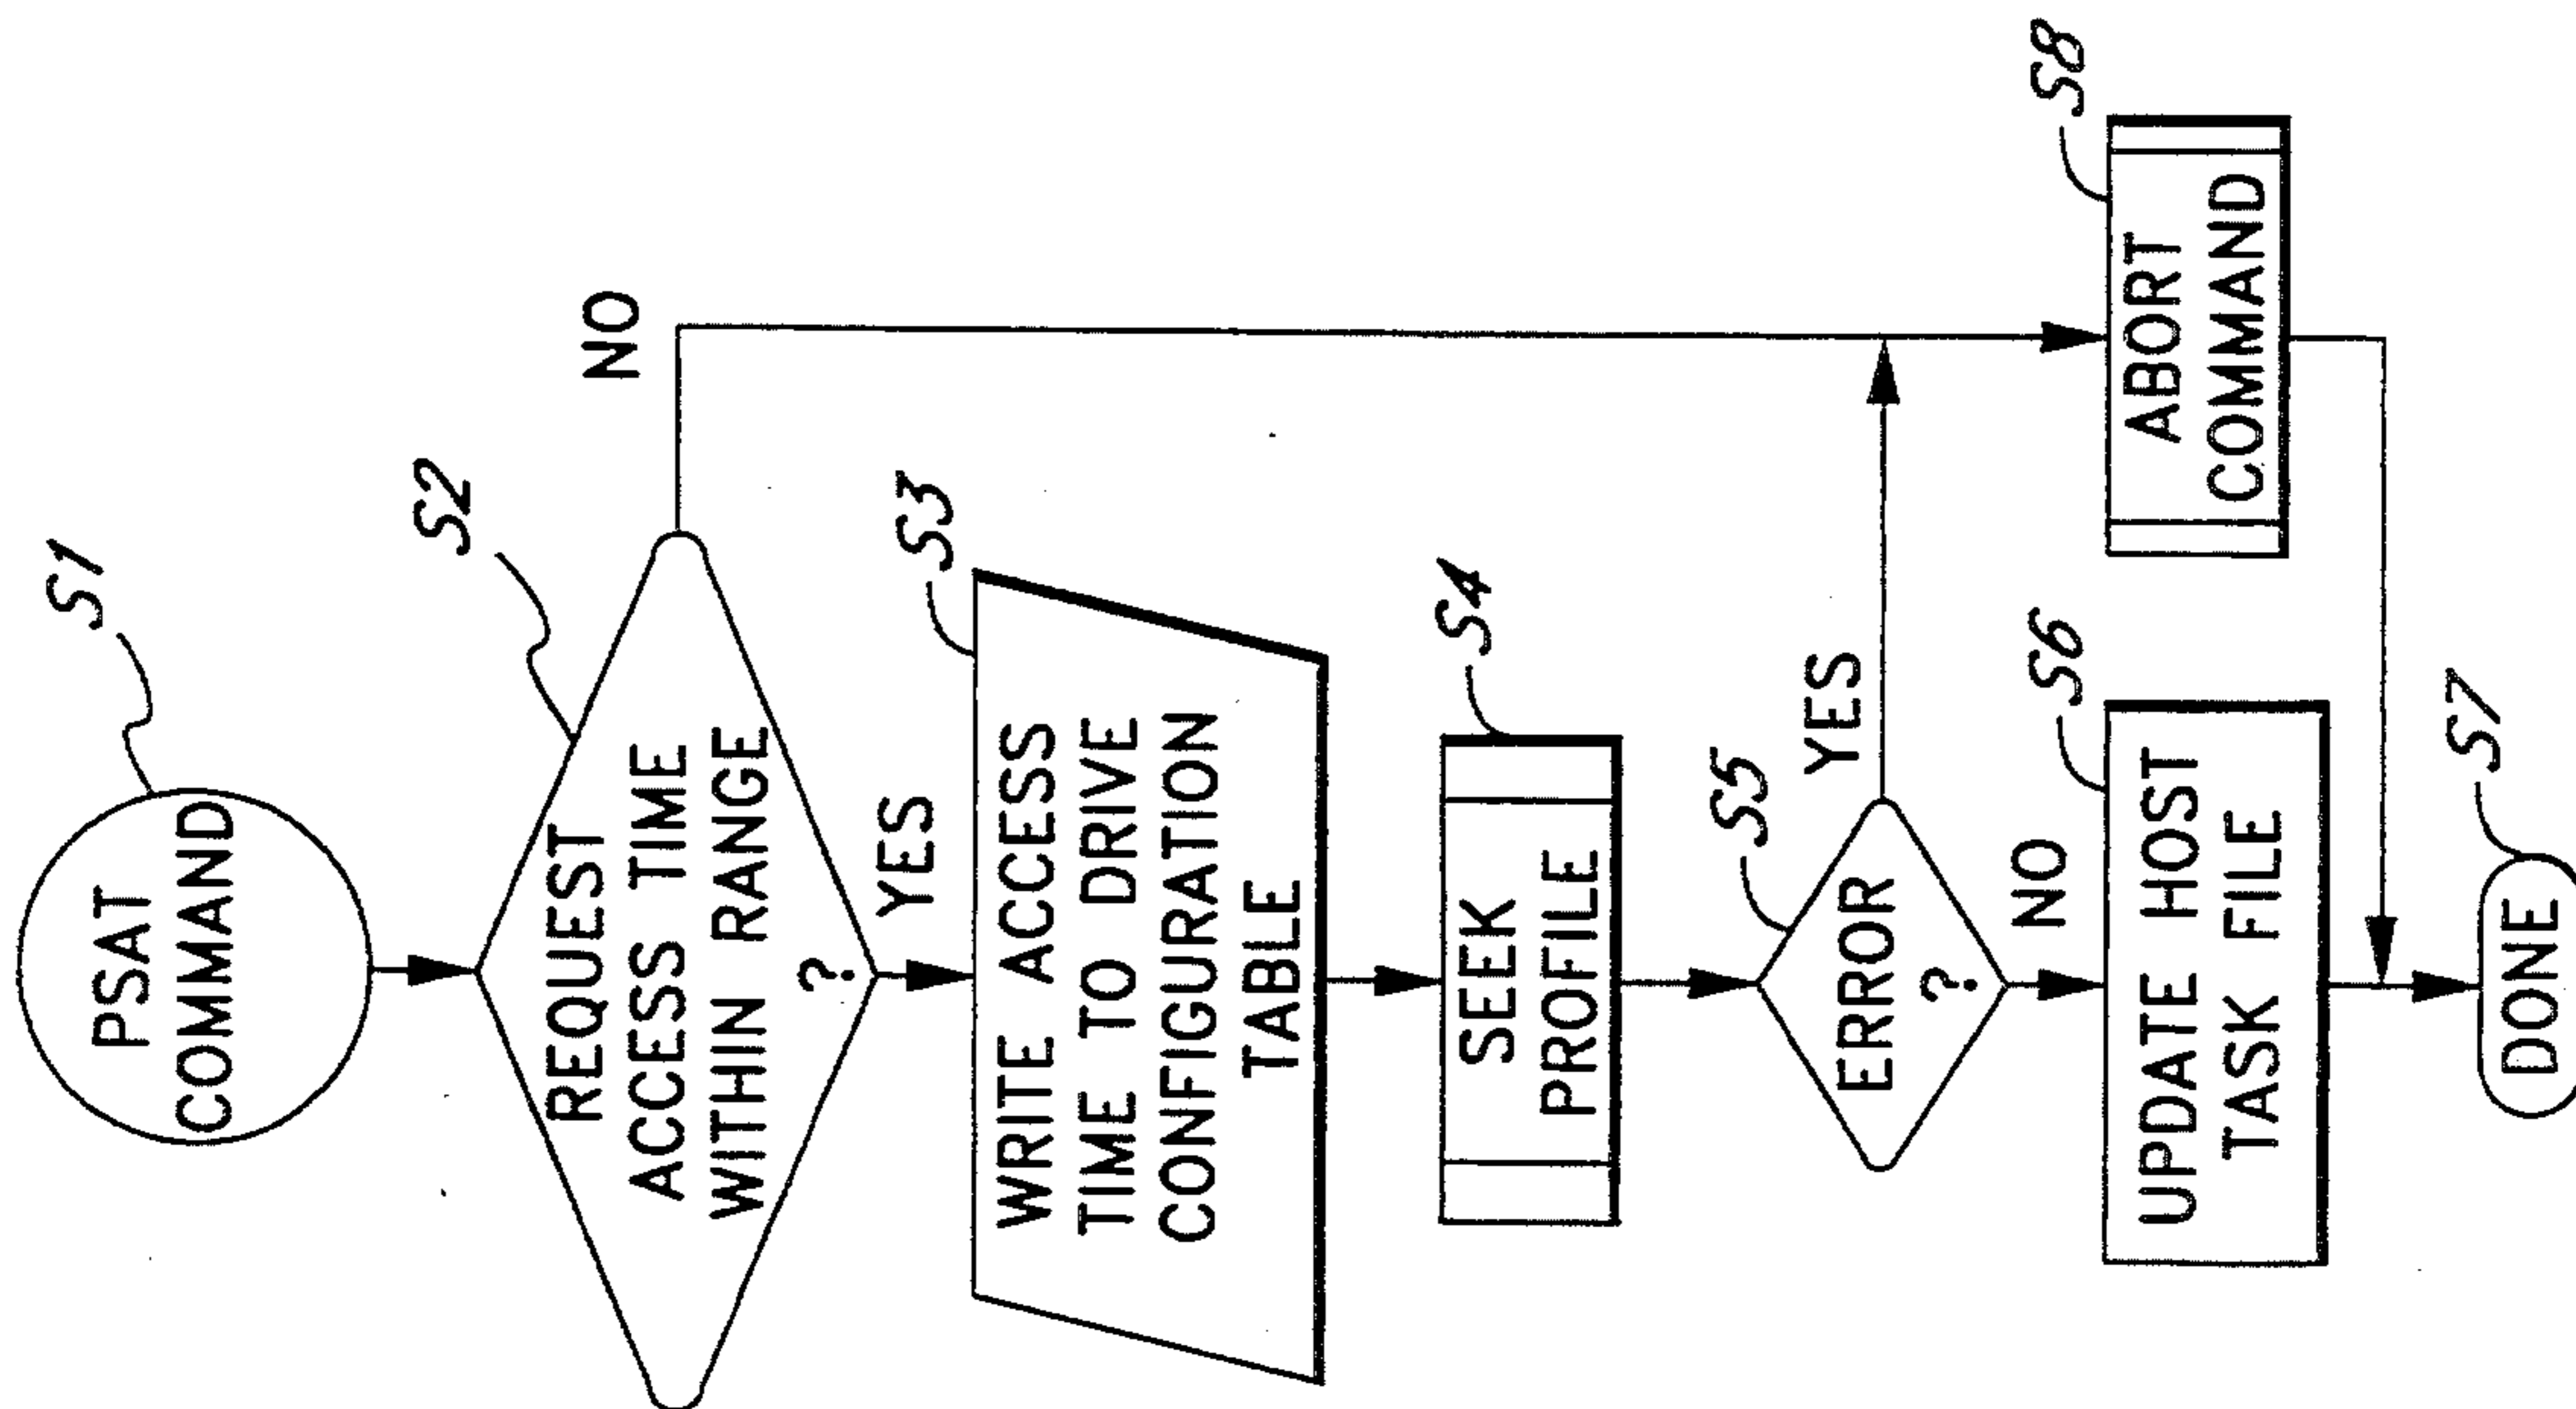 S1
PSAT
COMMAND
S2
REQUEST
ACCESS TIME
WITHIN RANGE
?
NO
YES
S3
WRITE ACCESS
TIME TO DRIVE
CONFIGURATION
TABLE
S4
SEEK
PROFILE
S5
ERROR
?
YES
NO
S6
UPDATE HOST
TASK FILE
S8
ABORT
COMMAND
S7
DONE